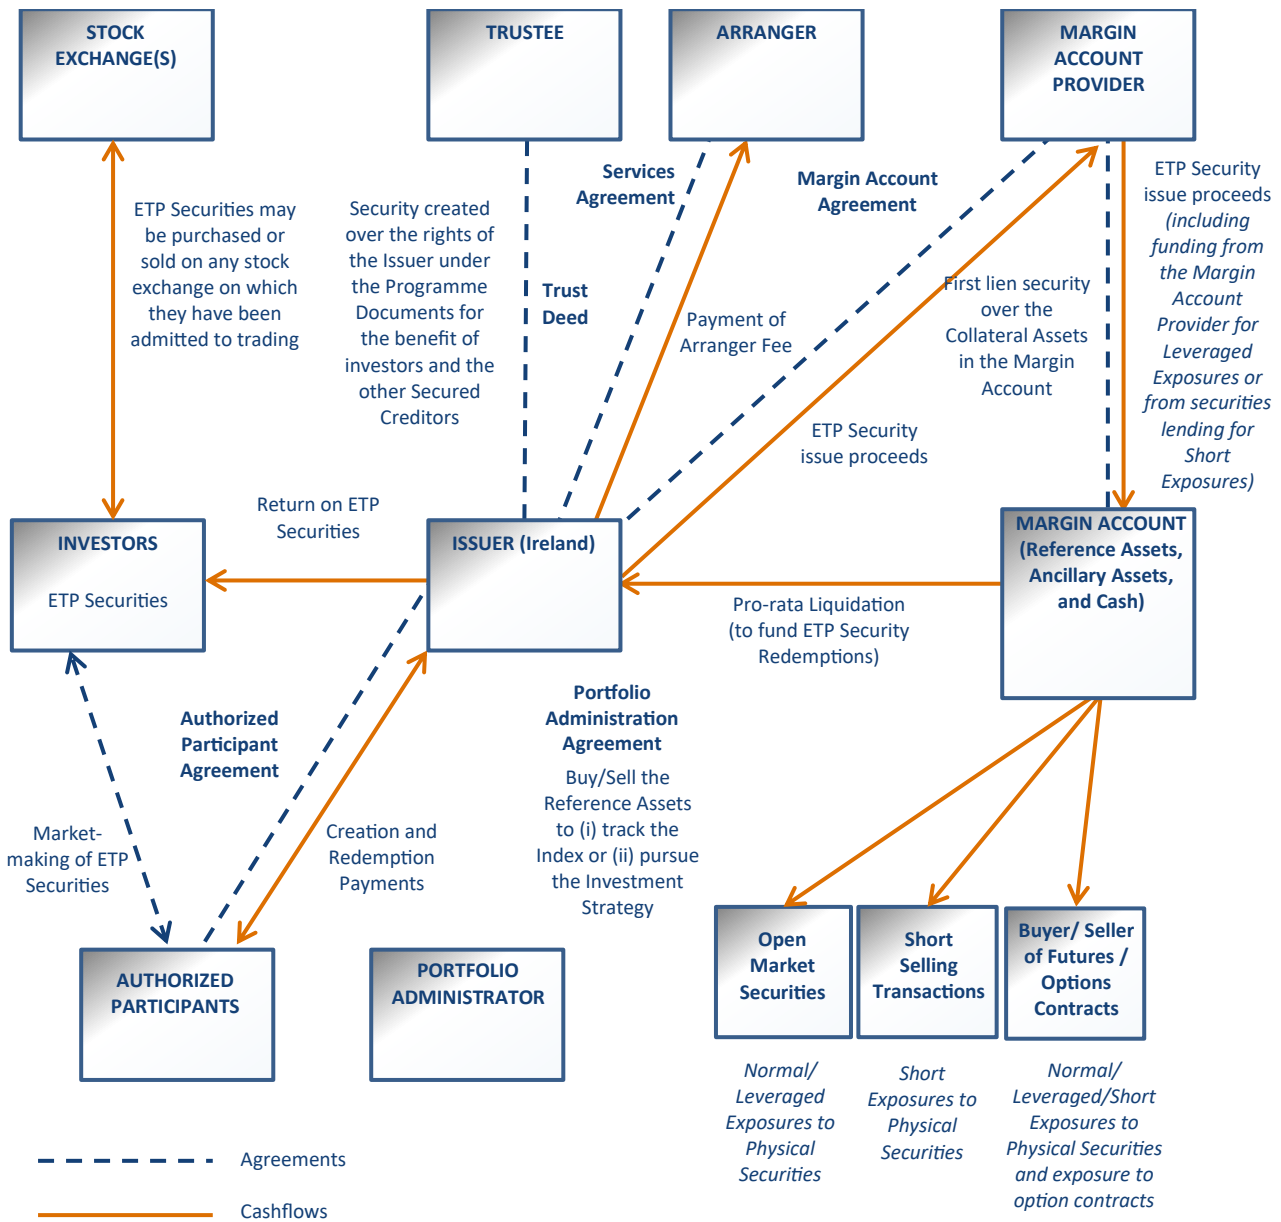 STOCK
EXCHANGE(S)
TRUSTEE
ARRANGER
MARGIN
ACCOUNT
PROVIDER
ETP Securities may
be purchased or
sold on any stock
exchange on which
they have been
admitted to trading
Security created
over the rights of
the Issuer under
the Programme
Documents for
the benefit of
investors and the
other Secured
Creditors
Trust
Deed
Services
Agreement
Payment of
Arranger Fee
Margin Account
Agreement
First lien security
over the
Collateral Assets
in the Margin
Account
ETP Security
issue proceeds
(including
funding from
the Margin
Account
Provider for
Leveraged
Exposures or
from securities
lending for
Short
Exposures)
ETP Security
issue proceeds
Return on ETP
Securities
INVESTORS
ETP Securities
ISSUER (Ireland)
MARGIN ACCOUNT
(Reference Assets,
Ancillary Assets,
and Cash)
Pro-rata Liquidation
(to fund ETP Security
Redemptions)
Authorized
Participant
Agreement
Portfolio
Administration
Agreement
Buy/Sell the
Reference Assets
to (i) track the
Index or (ii) pursue
the Investment
Strategy
Market-
making of ETP
Securities
Creation and
Redemption
Payments
AUTHORIZED
PARTICIPANTS
PORTFOLIO
ADMINISTRATOR
Open
Market
Securities
Short
Selling
Transactions
Buyer/ Seller
of Futures /
Options
Contracts
Normal/
Leveraged
Exposures to
Physical
Securities
Short
Exposures to
Physical
Securities
Normal/
Leveraged/Short
Exposures to
Physical Securities
and exposure to
option contracts
Agreements
Cashflows